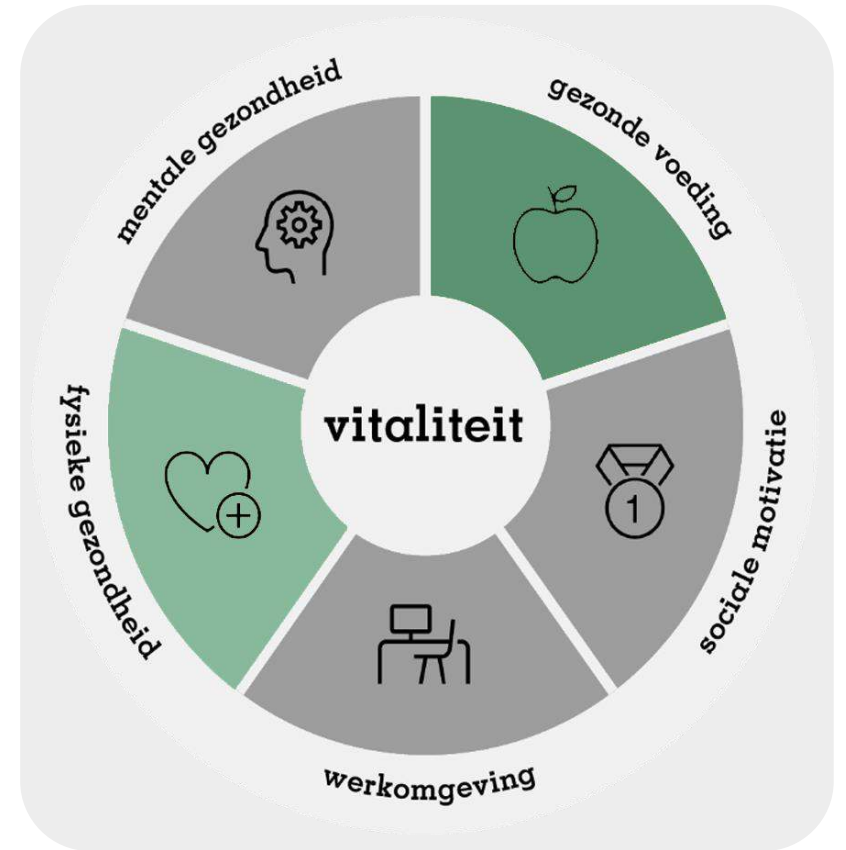 mentale gezondheid
gezonde voeding
vitaliteit
fysieke gezondheid
1
sociale motivatie
werkomgeving